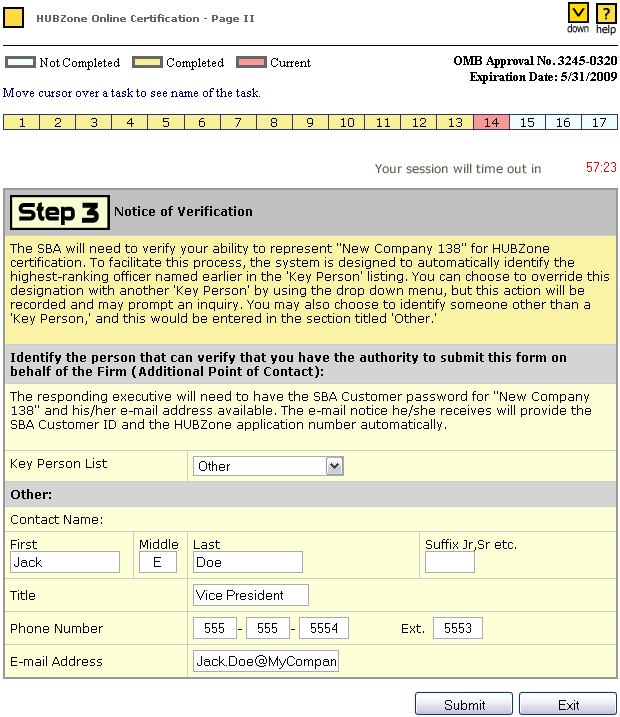 HUBZone Online Certification - Page II
down help
Not Completed Completed Current
OMB Approval No. 3245-0320
Expiration Date: 5/31/2009
Move cursor over a task to see name of the task.
1 2 3 4 5 6 7 8 9 10 11 12 13 14 15 16 17
Your session will time out in 57:23
Step 3 Notice of Verification
The SBA will need to verify your ability to represent "New Company 138" for HUBZone
certification. To facilitate this process, the system is designed to automatically identify the
highest-ranking officer named earlier in the 'Key Person' listing. You can choose to override this
designation with another 'Key Person' by using the drop down menu, but this action will be
recorded and may prompt an inquiry. You may also choose to identify someone other than a
'Key Person,' and this would be entered in the section titled 'Other.'
Identify the person that can verify that you have the authority to submit this form on
behalf of the Firm (Additional Point of Contact):
The responding executive will need to have the SBA Customer password for "New Company
138" and his/her e-mail address available. The e-mail notice he/she receives will provide the
SBA Customer ID and the HUBZone application number automatically.
Key Person List Other
Other:
Contact Name:
First Middle Last Suffix Jr,Sr etc.
Jack E Doe
Title Vice President
Phone Number 555 - 555 - 5554 Ext. 5553
E-mail Address Jack.Doe@MyCompan
Submit Exit